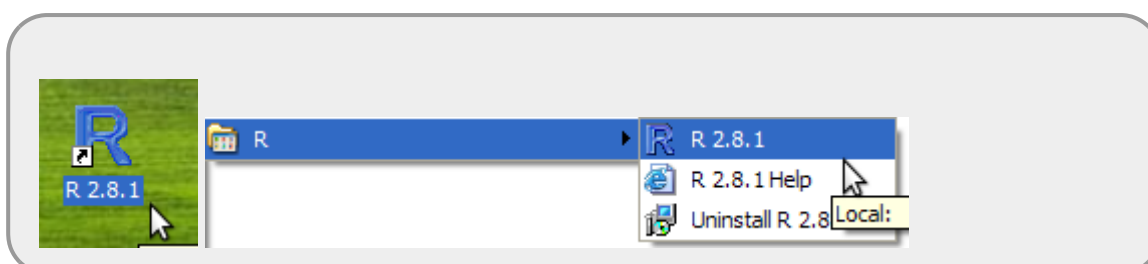 R 2.8.1
R
R 2.8.1
R 2.8.1 Help
Uninstall R 2.8
Local: